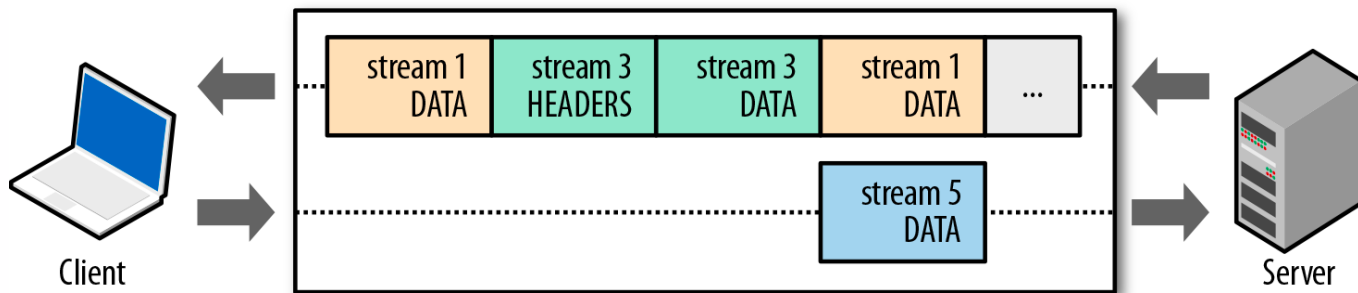 stream 1
DATA
stream 3
HEADERS
stream 3
DATA
stream 1
DATA
...
stream 5
DATA
Client
Server